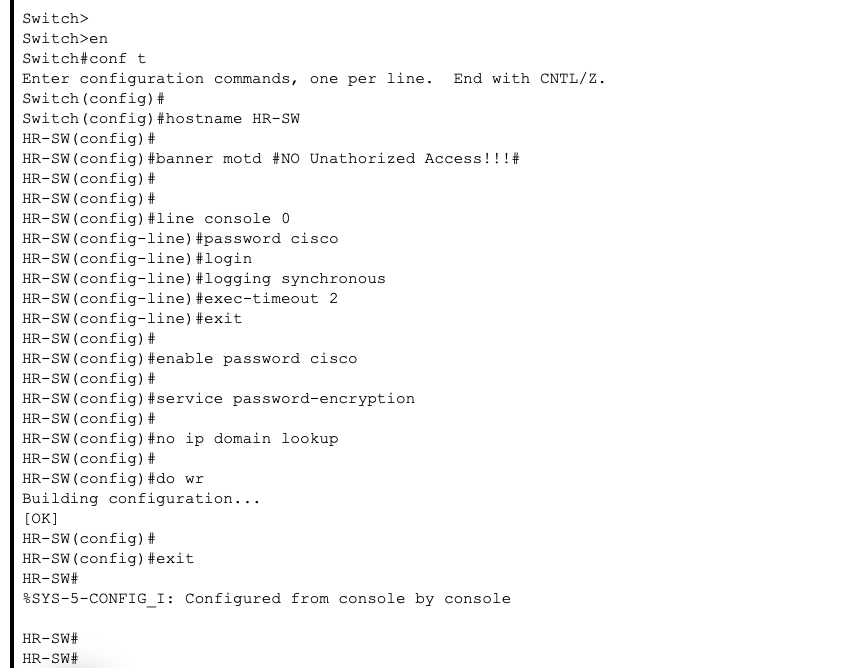 Switch>
Switch>en
Switch#conf t
Enter configuration commands, one per line.  End with CNTL/Z.
Switch(config)#
Switch(config)#hostname HR-SW
HR-SW(config)#
HR-SW(config)#banner motd #NO Unathorized Access!!!#
HR-SW(config)#
HR-SW(config)#
HR-SW(config)#line console 0
HR-SW(config-line)#password cisco
HR-SW(config-line)#login
HR-SW(config-line)#logging synchronous
HR-SW(config-line)#exec-timeout 2
HR-SW(config-line)#exit
HR-SW(config)#
HR-SW(config)#enable password cisco
HR-SW(config)#
HR-SW(config)#service password-encryption
HR-SW(config)#
HR-SW(config)#no ip domain lookup
HR-SW(config)#
HR-SW(config)#do wr
Building configuration...
[OK]
HR-SW(config)#
HR-SW(config)#exit
HR-SW#
%SYS-5-CONFIG_I: Configured from console by console

HR-SW#
HR-SW#